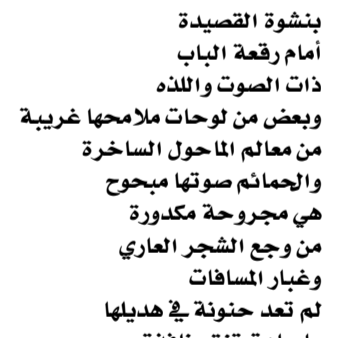 بنشوة القصيدة
أمام رقعة الباب
ذات الصوت واللذه
وبعض من لوحات ملامحها غريبة
من معالم الماحول الساخرة
والحمائم صوتها مبحوح
هي مجروحة مكدورة
من وجع الشجر العاري
وغبار المسافات
لم تعد حنونة في هديلها